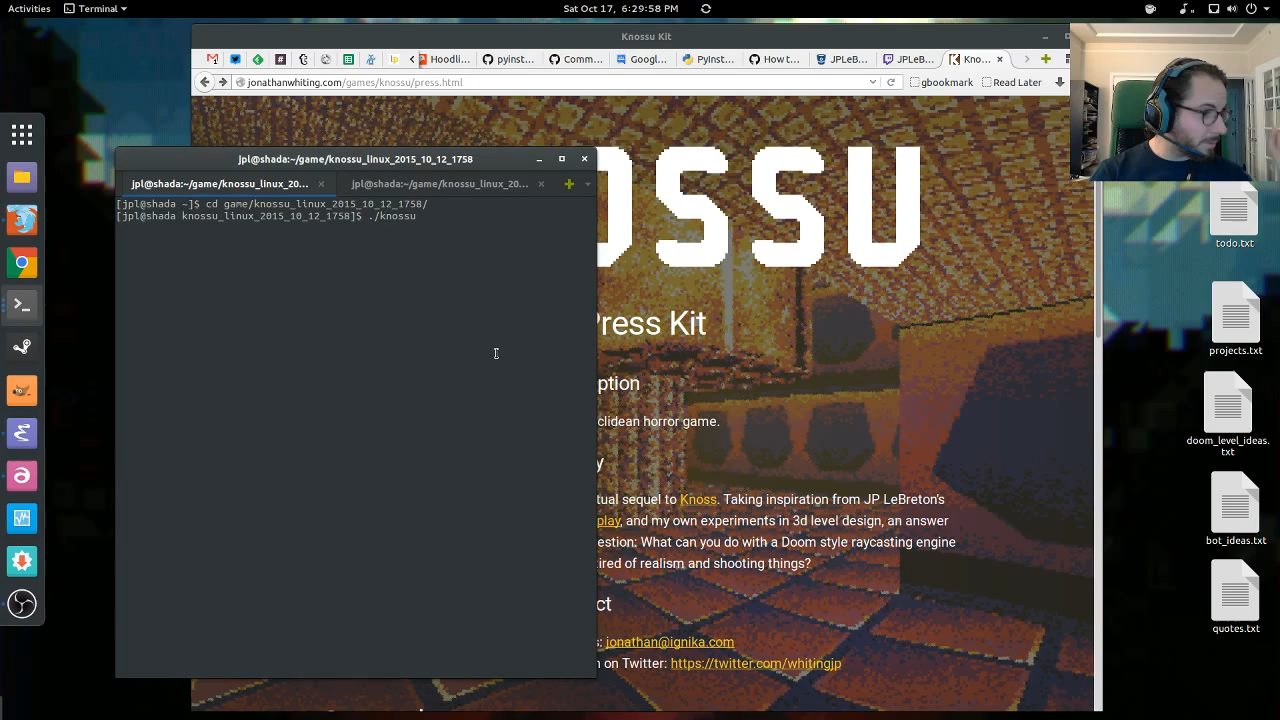 Activities
Terminal
Sat Oct 17, 6:29:58 PM
Knossu Kit
Hoodli...
pyinst...
Comm...
Googl...
PyInst...
How t...
JPLeB...
JPLeB...
Kno...
jonathanwhiting.com/games/knossu/press.html
gbookmark
Read Later
jpl@shada:~/game/knossu_linux_2015_10_12_1758
jpl@shada:~/game/knossu_linux_20...
jpl@shada:~/game/knossu_linux_20...
[jpl@shada ~]$ cd game/knossu_linux_2015_10_12_1758/
[jpl@shada knossu_linux_2015_10_12_1758]$ ./knossu
OSSU
Press Kit
ption
clidean horror game.
y
tual sequel to Knoss. Taking inspiration from JP LeBreton's
play, and my own experiments in 3d level design, an answer
estion: What can you do with a Doom style raycasting engine
ired of realism and shooting things?
ct
s: jonathan@ignika.com
n on Twitter: https://twitter.com/whitingjp
todo.txt
projects.txt
doom_level_ideas.
txt
bot_ideas.txt
quotes.txt